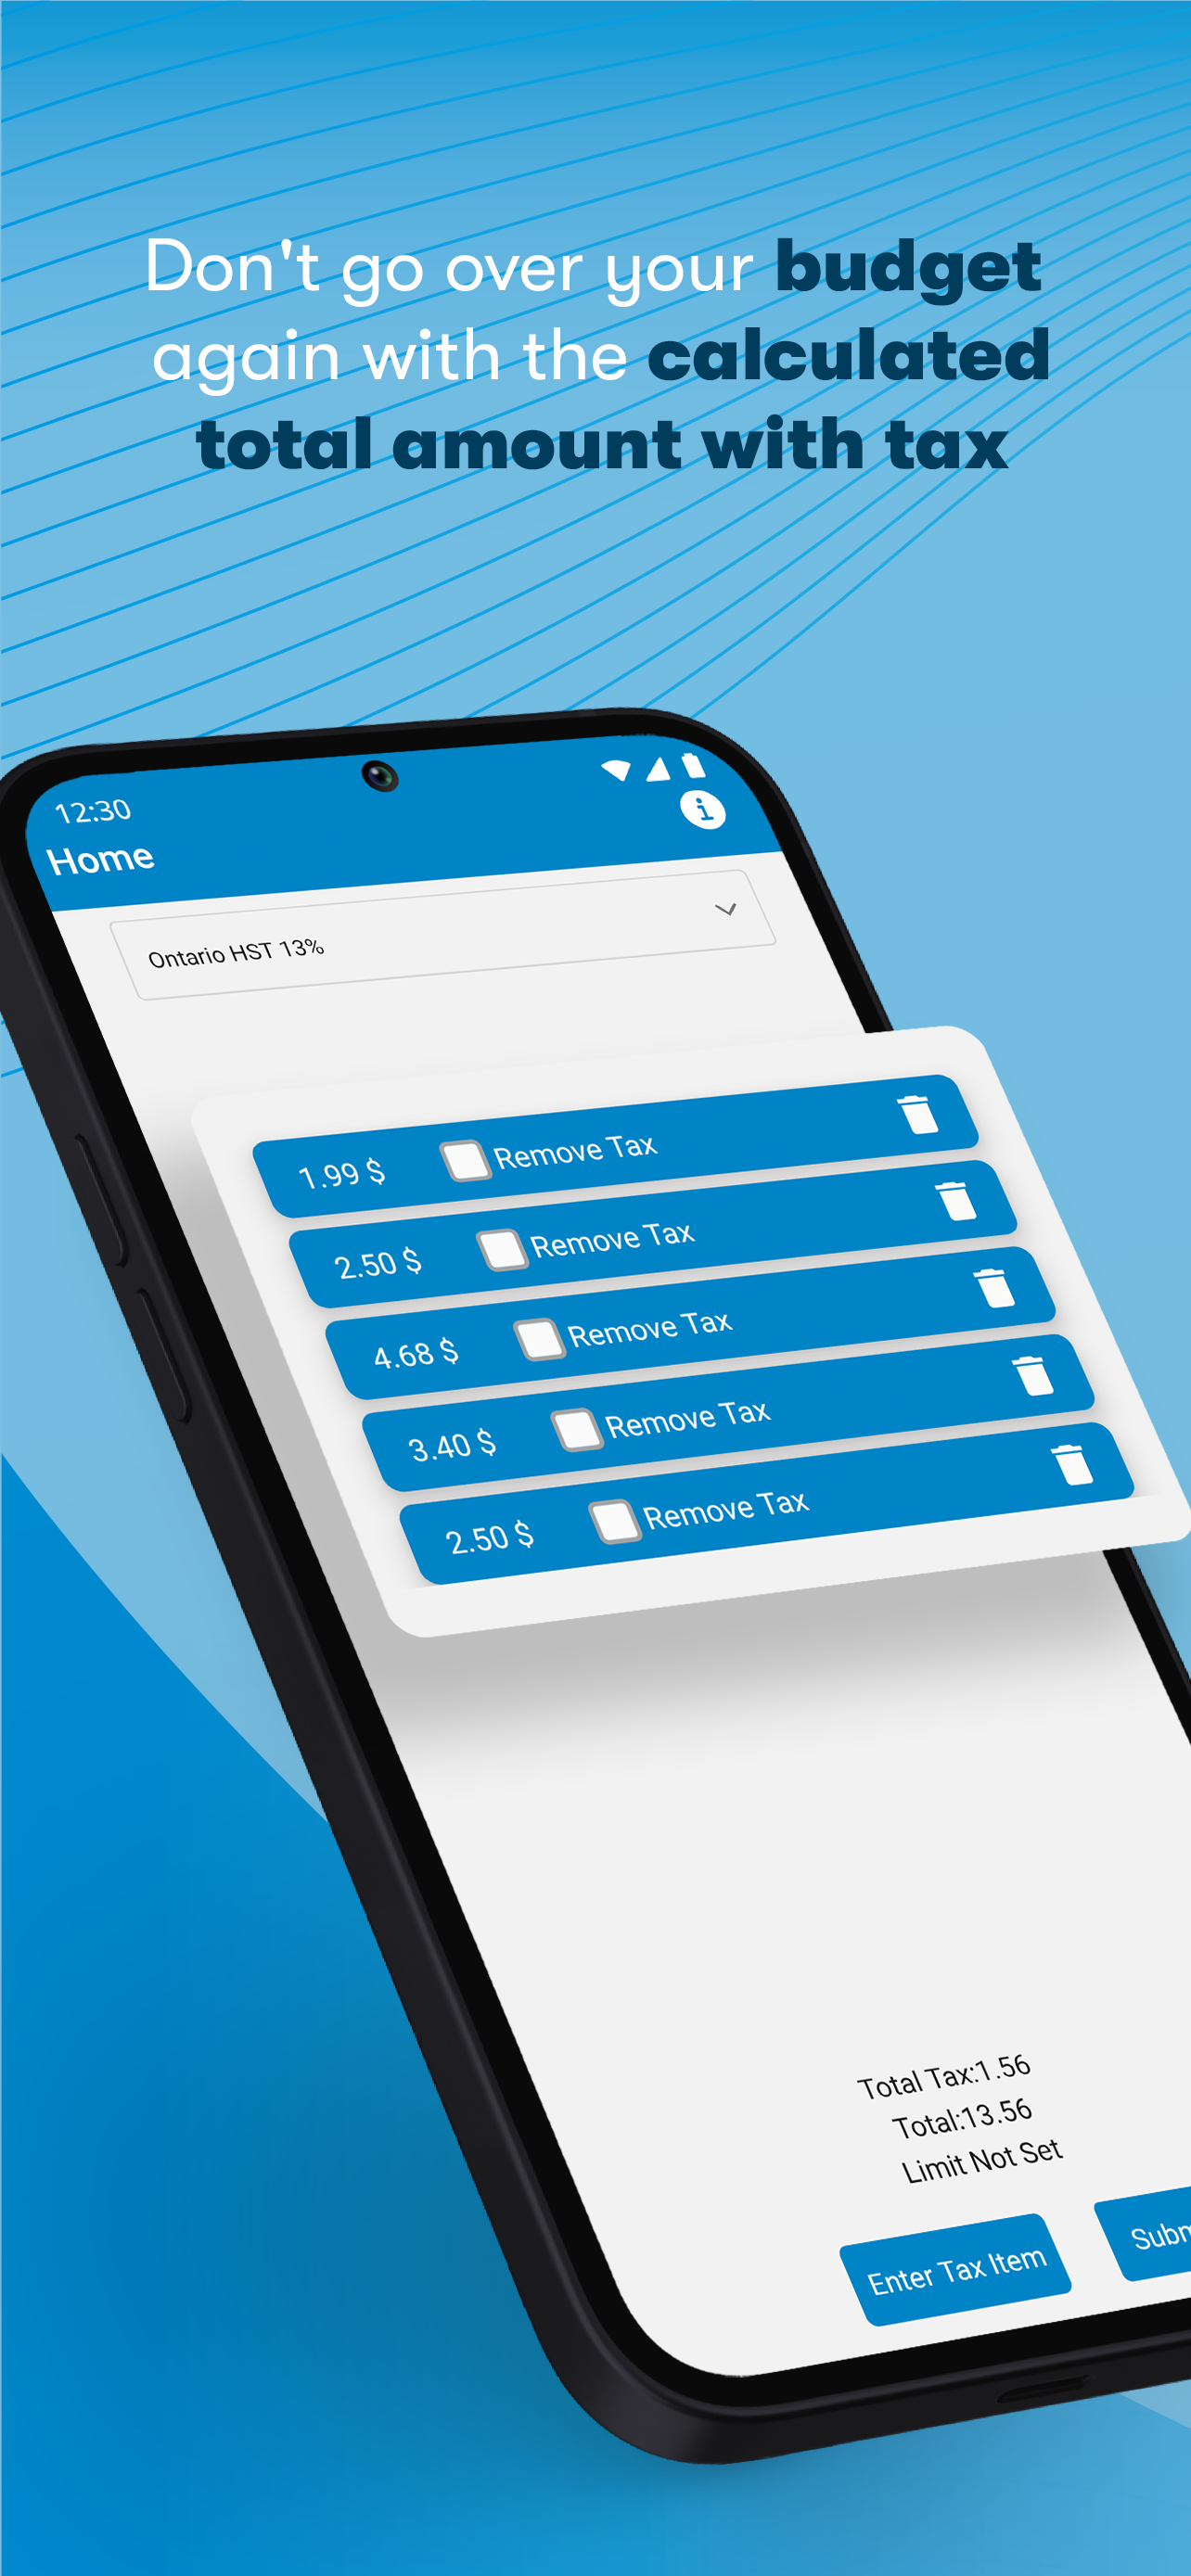 Don't go over your budget
again with the calculated
total amount with tax
12:30
Home
Ontario HST 13%
1.99 $ Remove Tax
2.50 $ Remove Tax
4.68 $ Remove Tax
3.40 $ Remove Tax
2.50 $ Remove Tax
Total Tax:1.56
Total:13.56
Limit Not Set
Enter Tax Item